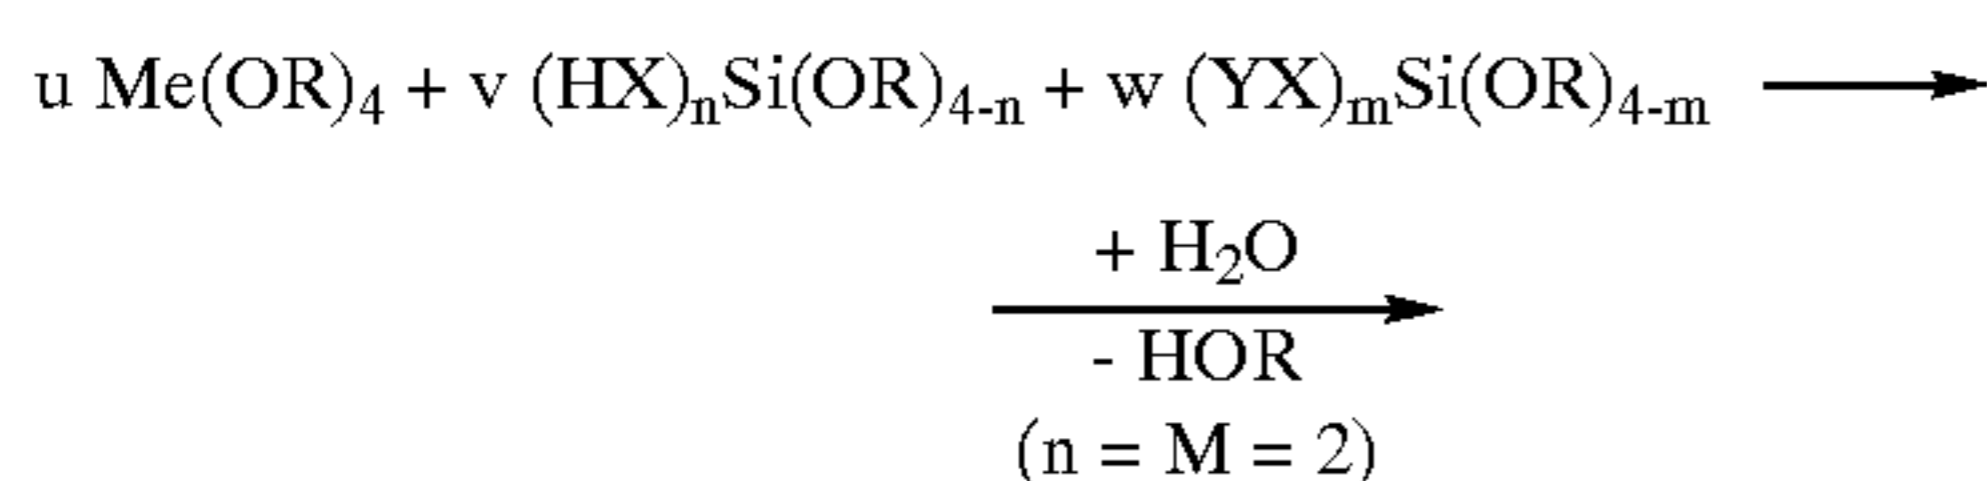 u Me(OR)₄ + v (HX)ₙSi(OR)₄₋ₙ + w (YX)ₘSi(OR)₄₋ₘ ⟶
+ H₂O
⟶
- HOR
(n = M = 2)